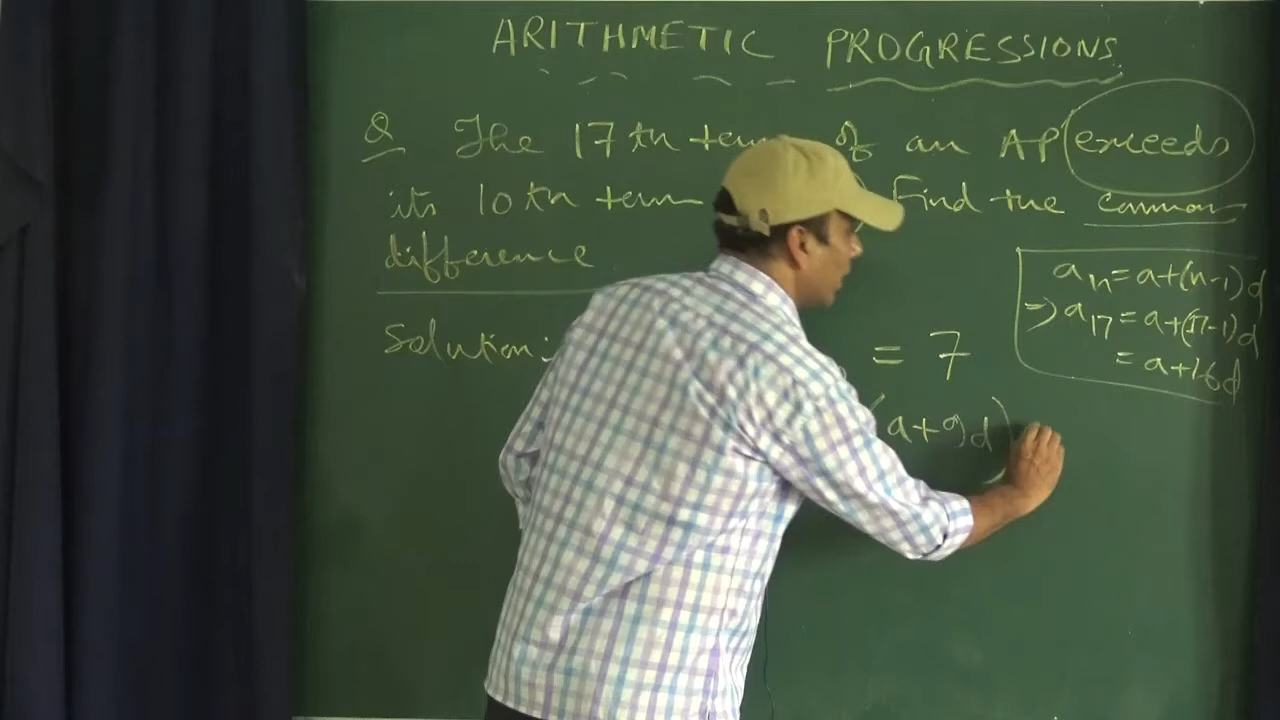 ARITHMETIC PROGRESSIONS
Q The 17th term of an AP exceeds
its 10th term Find the common
difference
aₙ=a+(n-1)d
⇒ a₁₇=a+(17-1)d
=a+16d
Solution:
= 7
(a+9d)